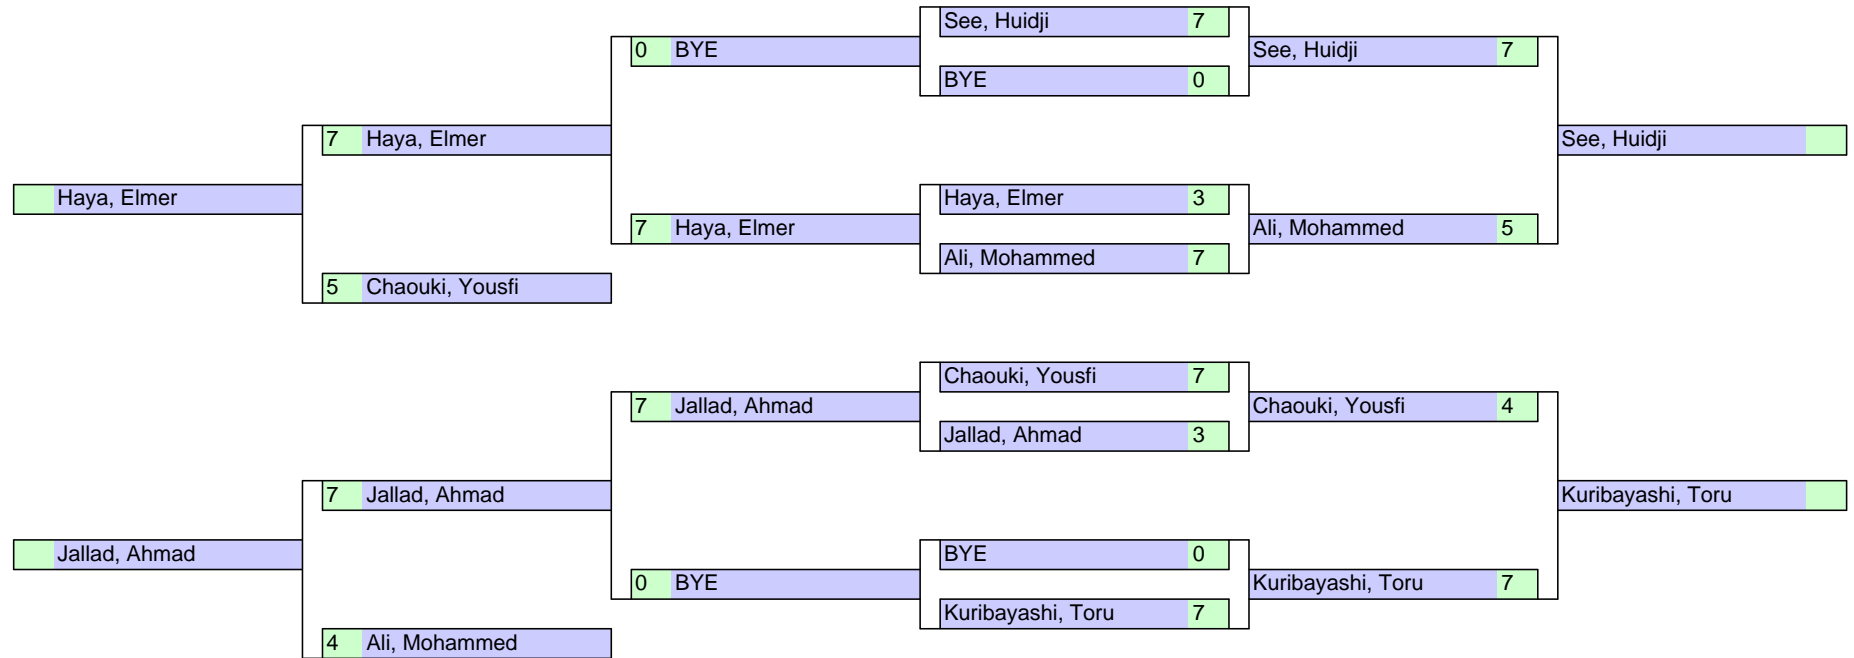 See, Huidji 7
0 BYE
See, Huidji 7
BYE 0
7 Haya, Elmer
See, Huidji
Haya, Elmer
Haya, Elmer 3
7 Haya, Elmer
Ali, Mohammed 5
Ali, Mohammed 7
5 Chaouki, Yousfi
Chaouki, Yousfi 7
7 Jallad, Ahmad
Chaouki, Yousfi 4
Jallad, Ahmad 3
7 Jallad, Ahmad
Kuribayashi, Toru
Jallad, Ahmad
BYE 0
0 BYE
Kuribayashi, Toru 7
Kuribayashi, Toru 7
4 Ali, Mohammed